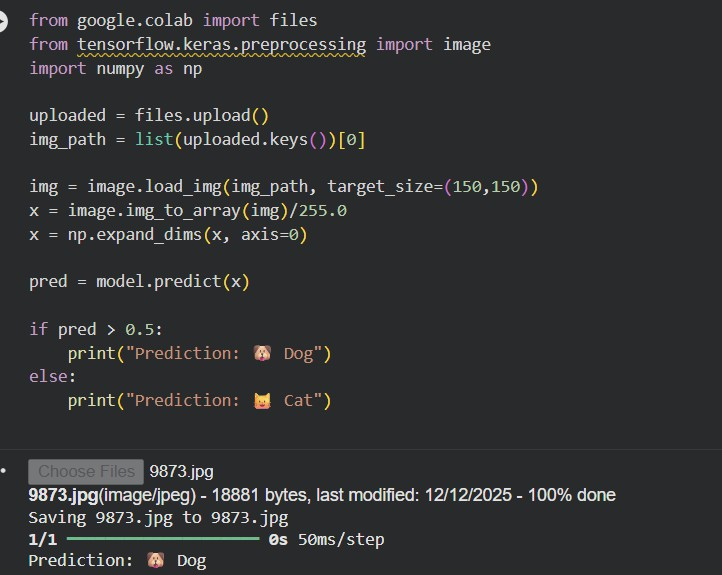 from google.colab import files
from tensorflow.keras.preprocessing import image
import numpy as np

uploaded = files.upload()
img_path = list(uploaded.keys())[0]

img = image.load_img(img_path, target_size=(150,150))
x = image.img_to_array(img)/255.0
x = np.expand_dims(x, axis=0)

pred = model.predict(x)

if pred > 0.5:
    print("Prediction: 🐶 Dog")
else:
    print("Prediction: 🐱 Cat")

Choose Files 9873.jpg
9873.jpg(image/jpeg) - 18881 bytes, last modified: 12/12/2025 - 100% done
Saving 9873.jpg to 9873.jpg
1/1 ━━━━━━━━━━━━━━━━━━━━ 0s 50ms/step
Prediction: 🐶 Dog